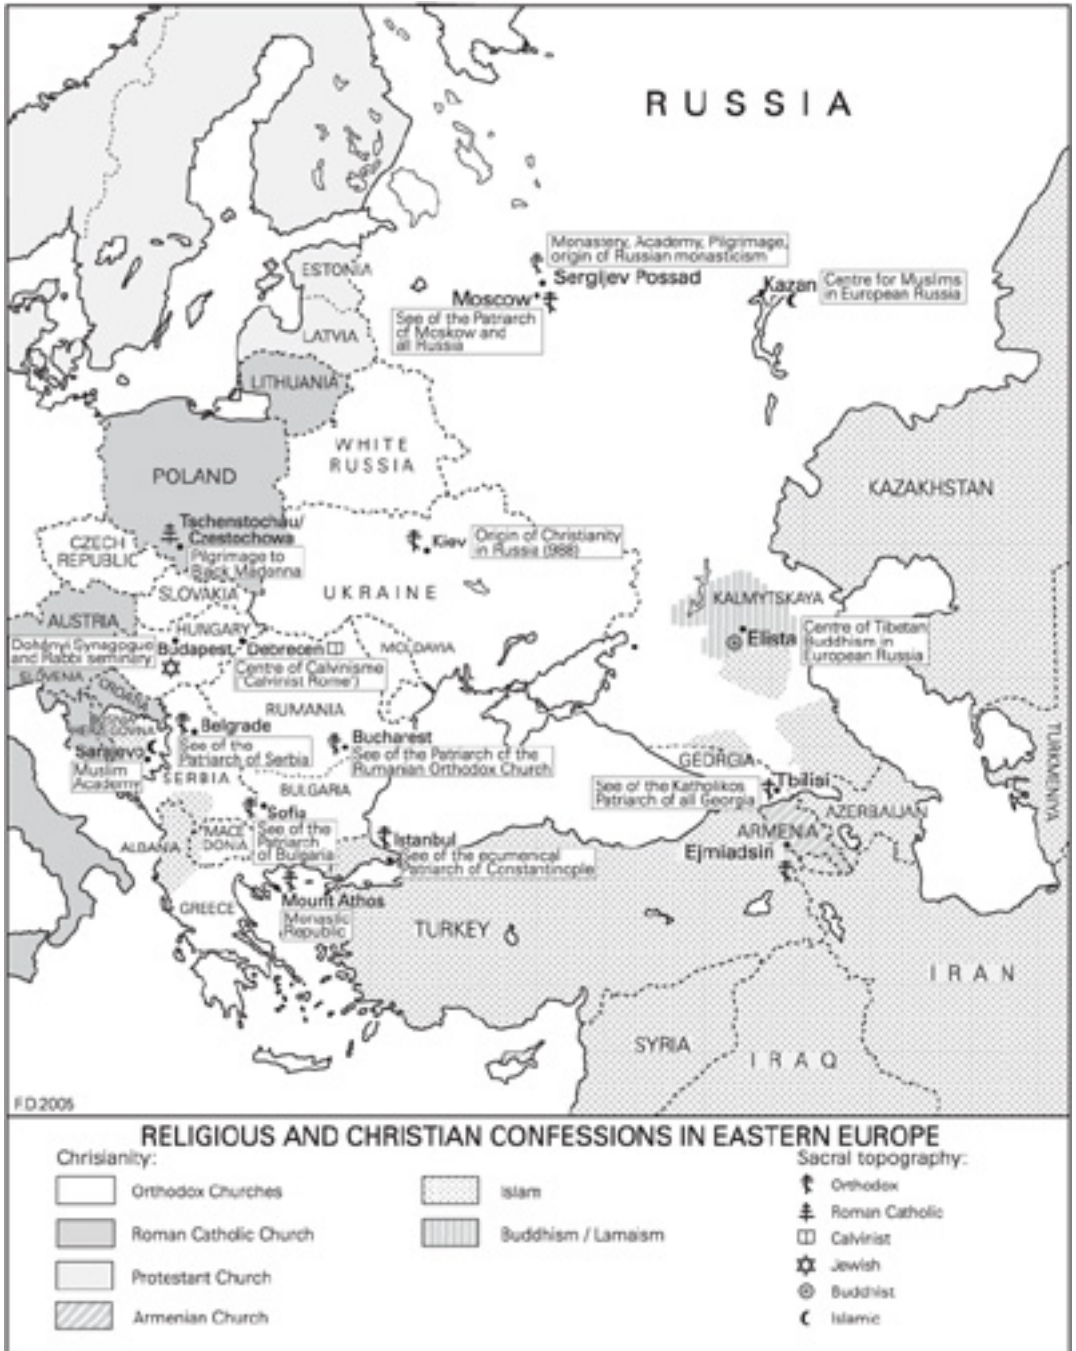 RUSSIA
Monastery, Academy, Pilgrimage,
origin of Russian monasticism
Sergijev Possad
Moscow
See of the Patriarch
of Moskow and
all Russia
Kazan
Centre for Muslims
in European Russia
ESTONIA
LATVIA
LITHUANIA
WHITE
RUSSIA
POLAND
KAZAKHSTAN
Tschenstochau/
Czestochowa
Pilgrimage to
Black Madonna
CZECH
REPUBLIC
Kiev
Origin of Christianity
in Russia (988)
SLOVAKIA
UKRAINE
KALMYTSKAYA
AUSTRIA
HUNGARY
Elista
Centre of Tibetan
Buddhism in
European Russia
Dohányi Synagogue
and Rabbi seminary
Budapest
Debrecen
MOLDAVIA
Centre of Calvinisme
('Calvinist Rome')
SLOVENIA
CROATIA
RUMANIA
BOSNIA
HERZEGOVINA
Belgrade
See of the
Patriarch of Serbia
Bucharest
See of the Patriarch of the
Rumanian Orthodox Church
Sarajevo
Muslim
Academy
SERBIA
BULGARIA
GEORGIA
Tbilisi
See of the Katholikos
Patriarch of all Georgia
TURKMENIYA
Sofia
See of the
Patriarch
of Bulgaria
MACE
DONIA
ALBANIA
Istanbul
See of the ecumenical
Patriarch of Constantinople
AZERBAIJAN
ARMENIA
Ejmiadsin
Mount Athos
Monastic
Republic
GREECE
TURKEY
IRAN
SYRIA
IRAQ
F.D.2005
RELIGIOUS AND CHRISTIAN CONFESSIONS IN EASTERN EUROPE
Chrisianity:
Orthodox Churches
Roman Catholic Church
Protestant Church
Armenian Church
Islam
Buddhism / Lamaism
Sacral topography:
Orthodox
Roman Catholic
Calvinist
Jewish
Buddhist
Islamic